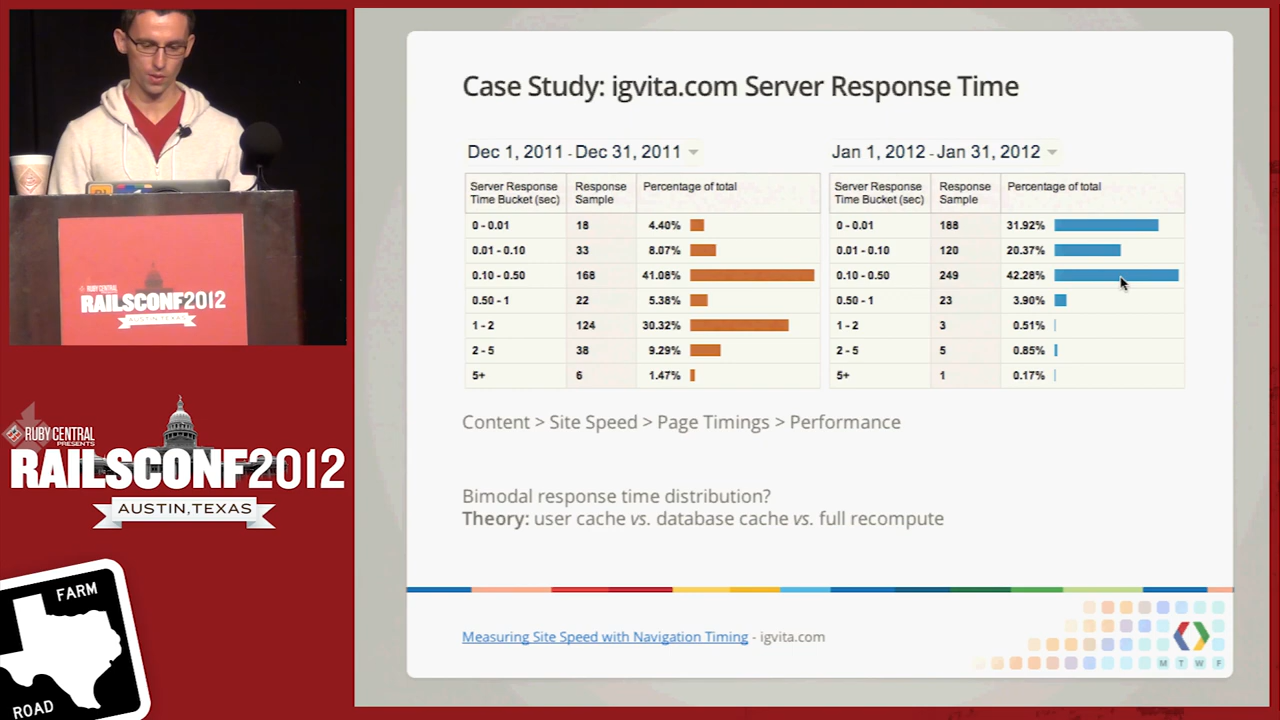 Case Study: igvita.com Server Response Time
Dec 1, 2011 - Dec 31, 2011
Jan 1, 2012 - Jan 31, 2012
Server Response Time Bucket (sec) Response Sample Percentage of total
0 - 0.01 18 4.40%
0.01 - 0.10 33 8.07%
0.10 - 0.50 168 41.08%
0.50 - 1 22 5.38%
1 - 2 124 30.32%
2 - 5 38 9.29%
5+ 6 1.47%
Server Response Time Bucket (sec) Response Sample Percentage of total
0 - 0.01 188 31.92%
0.01 - 0.10 120 20.37%
0.10 - 0.50 249 42.28%
0.50 - 1 23 3.90%
1 - 2 3 0.51%
2 - 5 5 0.85%
5+ 1 0.17%
Content > Site Speed > Page Timings > Performance
Bimodal response time distribution?
Theory: user cache vs. database cache vs. full recompute
Measuring Site Speed with Navigation Timing - igvita.com
M T W F
RUBY CENTRAL
PRESENTS
RAILSCONF2012
AUSTIN, TEXAS
RUBY CENTRAL
RAILSCONF2012
AUSTIN, TEXAS
FARM
ROAD